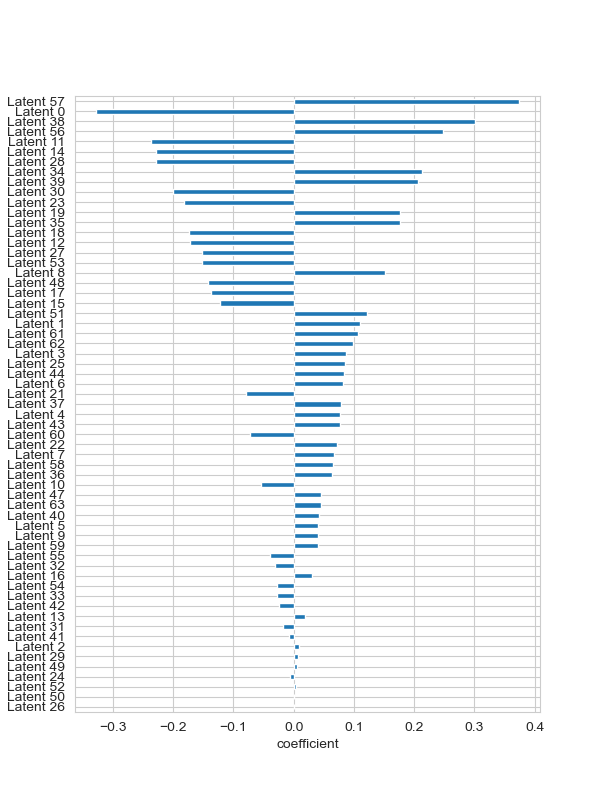 Latent 57
Latent 0
Latent 38
Latent 56
Latent 11
Latent 14
Latent 28
Latent 34
Latent 39
Latent 30
Latent 23
Latent 19
Latent 35
Latent 18
Latent 12
Latent 27
Latent 53
Latent 8
Latent 48
Latent 17
Latent 15
Latent 51
Latent 1
Latent 61
Latent 62
Latent 3
Latent 25
Latent 44
Latent 6
Latent 21
Latent 37
Latent 4
Latent 43
Latent 60
Latent 22
Latent 7
Latent 58
Latent 36
Latent 10
Latent 47
Latent 63
Latent 40
Latent 5
Latent 9
Latent 59
Latent 55
Latent 32
Latent 16
Latent 54
Latent 33
Latent 42
Latent 13
Latent 31
Latent 41
Latent 2
Latent 29
Latent 49
Latent 24
Latent 52
Latent 50
Latent 26
−0.3 −0.2 −0.1 0.0 0.1 0.2 0.3 0.4
coefficient